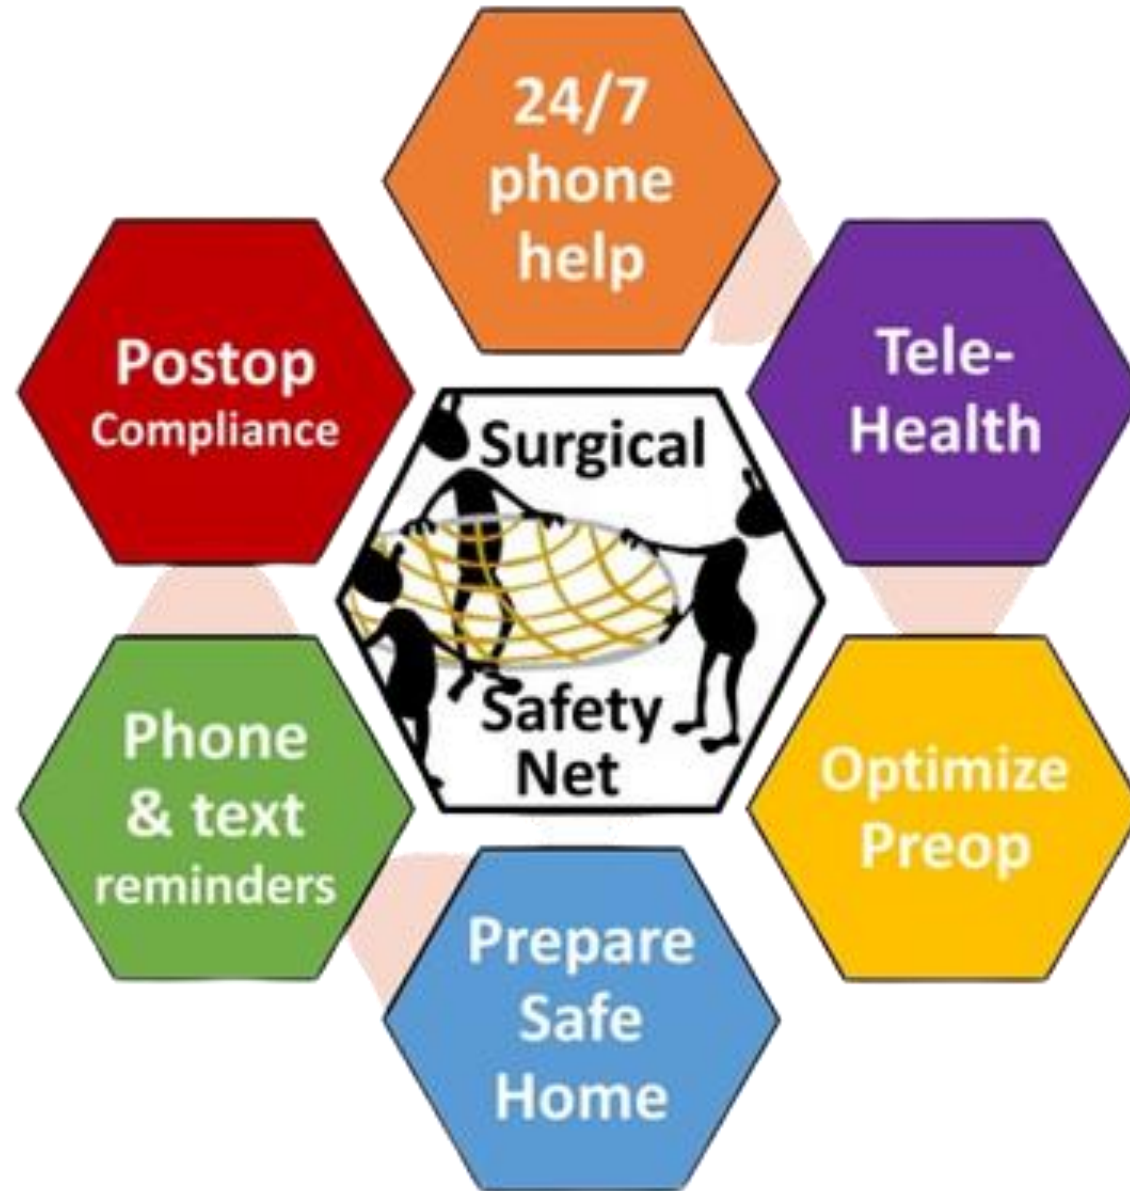 24/7
phone
help
Tele-
Health
Optimize
Preop
Prepare
Safe
Home
Phone
& text
reminders
Postop
Compliance
Surgical
Safety
Net